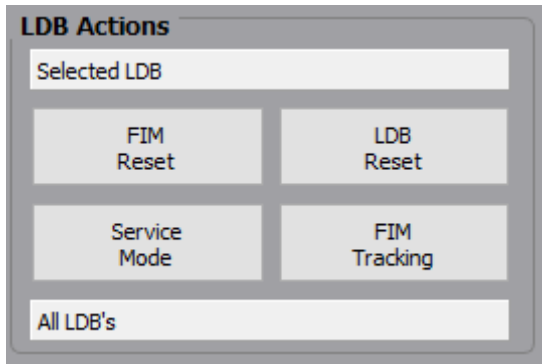 LDB Actions
Selected LDB
FIM
Reset
LDB
Reset
Service
Mode
FIM
Tracking
All LDB's